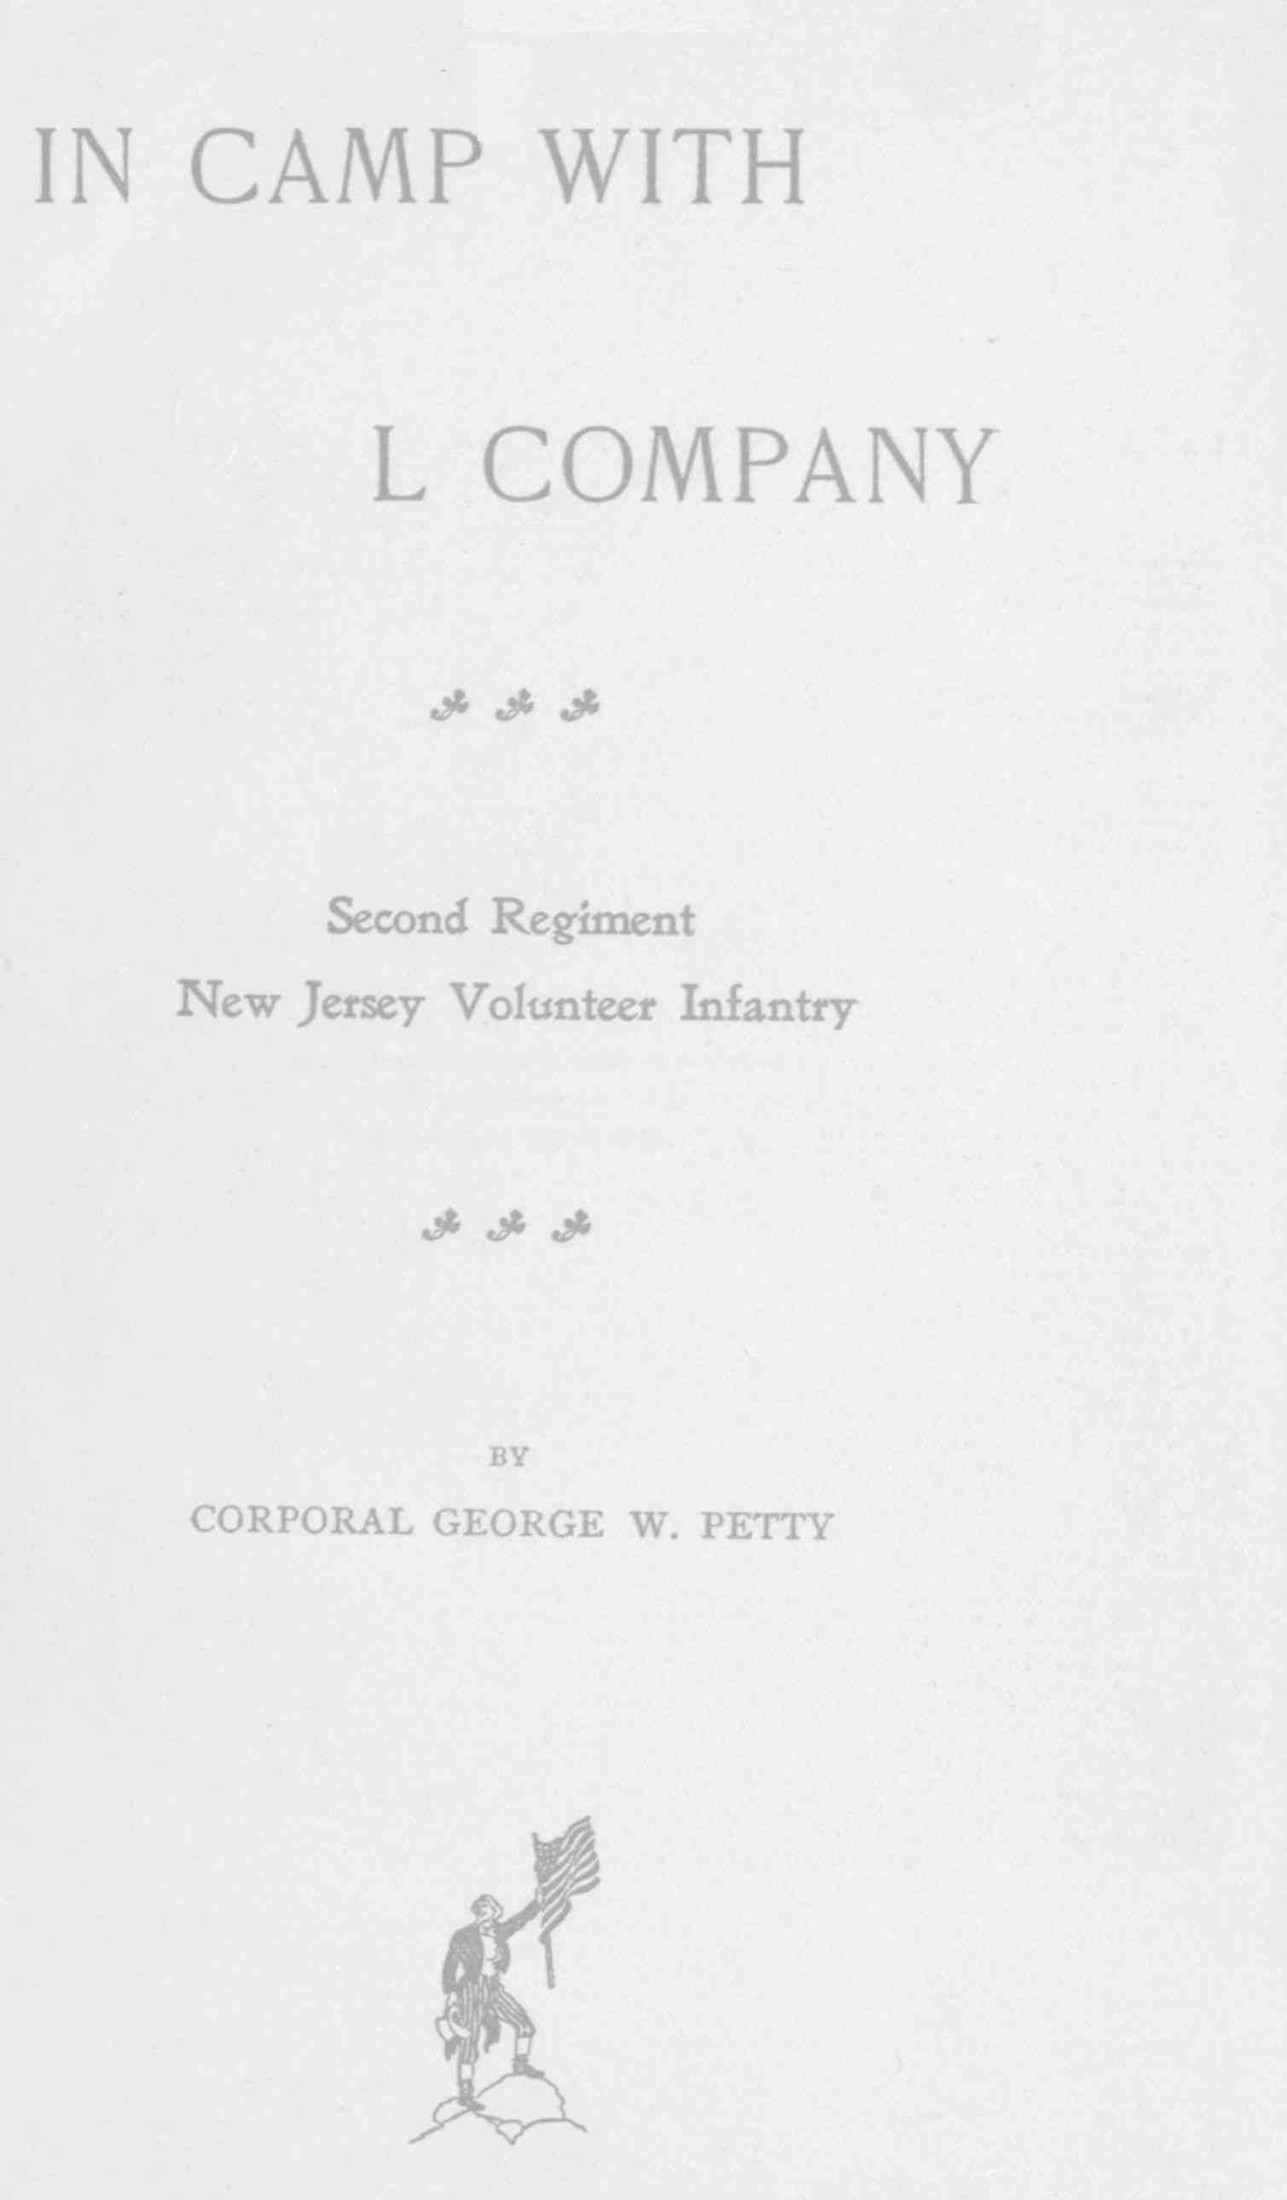 IN CAMP WITH
L COMPANY
Second Regiment
New Jersey Volunteer Infantry
BY
CORPORAL GEORGE W. PETTY